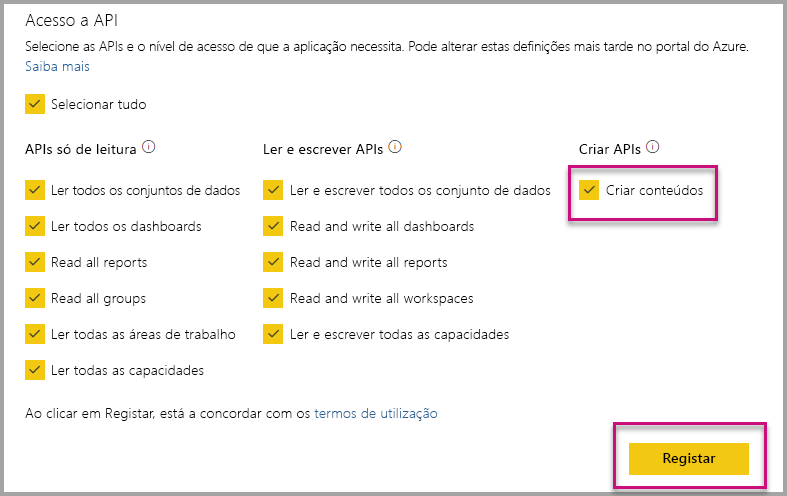 Acesso a API
Selecione as APIs e o nível de acesso de que a aplicação necessita. Pode alterar estas definições mais tarde no portal do Azure.
Saiba mais
Selecionar tudo
APIs só de leitura
Ler todos os conjuntos de dados
Ler todos os dashboards
Read all reports
Read all groups
Ler todas as áreas de trabalho
Ler todas as capacidades
Ler e escrever APIs
Ler e escrever todos os conjunto de dados
Read and write all dashboards
Read and write all reports
Read and write all workspaces
Ler e escrever todas as capacidades
Criar APIs
Criar conteúdos
Ao clicar em Registar, está a concordar com os termos de utilização
Registar